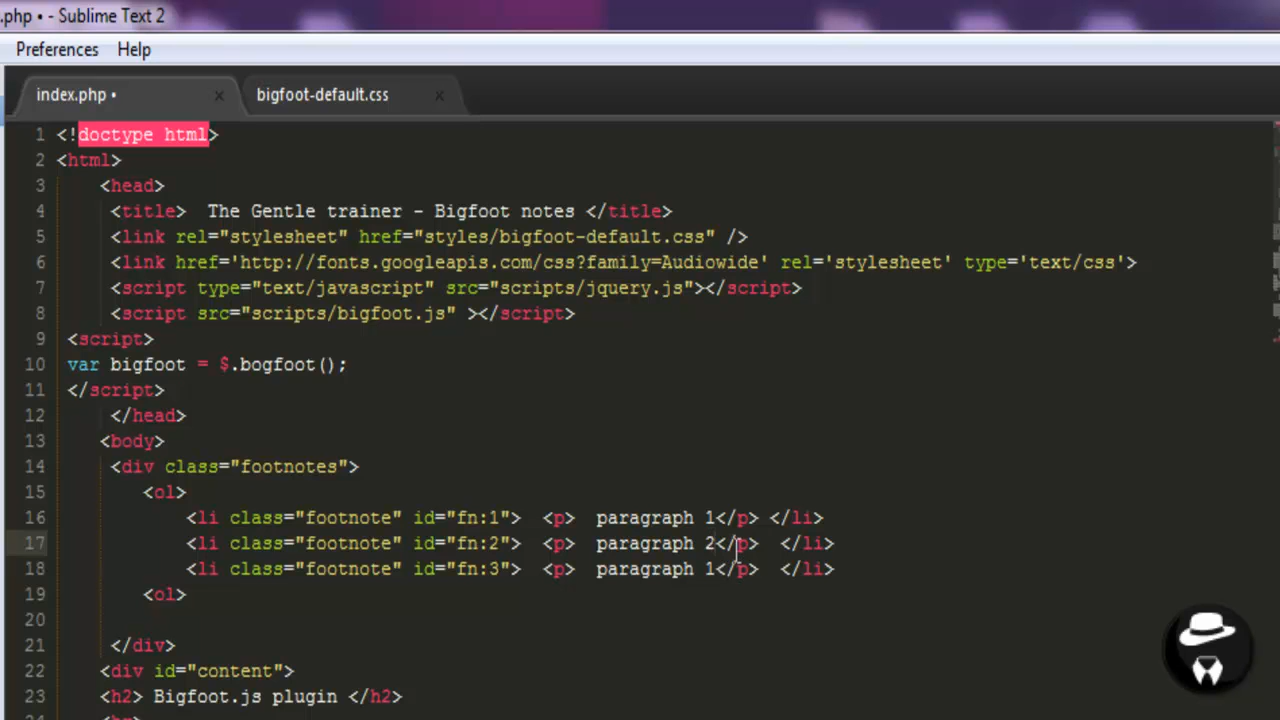 .php • - Sublime Text 2
Preferences Help
index.php • × bigfoot-default.css ×
1 <!doctype html>
2 <html>
3 <head>
4 <title> The Gentle trainer - Bigfoot notes </title>
5 <link rel="stylesheet" href="styles/bigfoot-default.css" />
6 <link href='http://fonts.googleapis.com/css?family=Audiowide' rel='stylesheet' type='text/css'>
7 <script type="text/javascript" src="scripts/jquery.js"></script>
8 <script src="scripts/bigfoot.js" ></script>
9 <script>
10 var bigfoot = $.bogfoot();
11 </script>
12 </head>
13 <body>
14 <div class="footnotes">
15 <ol>
16 <li class="footnote" id="fn:1"> <p> paragraph 1</p> </li>
17 <li class="footnote" id="fn:2"> <p> paragraph 2</p> </li>
18 <li class="footnote" id="fn:3"> <p> paragraph 1</p> </li>
19 <ol>
20
21 </div>
22 <div id="content">
23 <h2> Bigfoot.js plugin </h2>